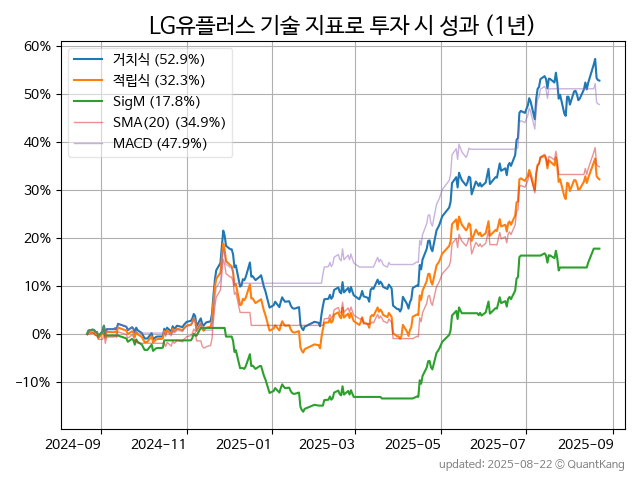 LG유플러스 기술 지표로 투자 시 성과 (1년)
거치식 (52.9%)
적립식 (32.3%)
SigM (17.8%)
SMA(20) (34.9%)
MACD (47.9%)
60%
50%
40%
30%
20%
10%
0%
−10%
2024-09 2024-11 2025-01 2025-03 2025-05 2025-07 2025-09
updated: 2025-08-22 © QuantKang